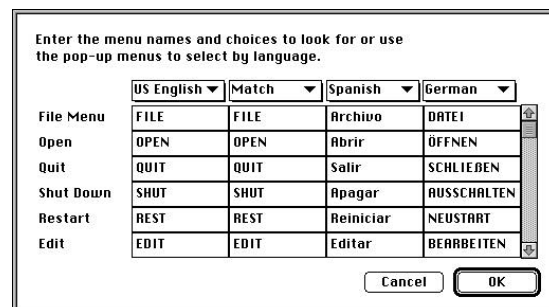 Enter the menu names and choices to look for or use
the pop-up menus to select by language.
US English Match Spanish German
File Menu FILE FILE Archivo DATEI
Open OPEN OPEN Abrir ÖFFNEN
Quit QUIT QUIT Salir SCHLIEßEN
Shut Down SHUT SHUT Apagar AUSSCHALTEN
Restart REST REST Reiniciar NEUSTART
Edit EDIT EDIT Editar BEARBEITEN
Cancel OK